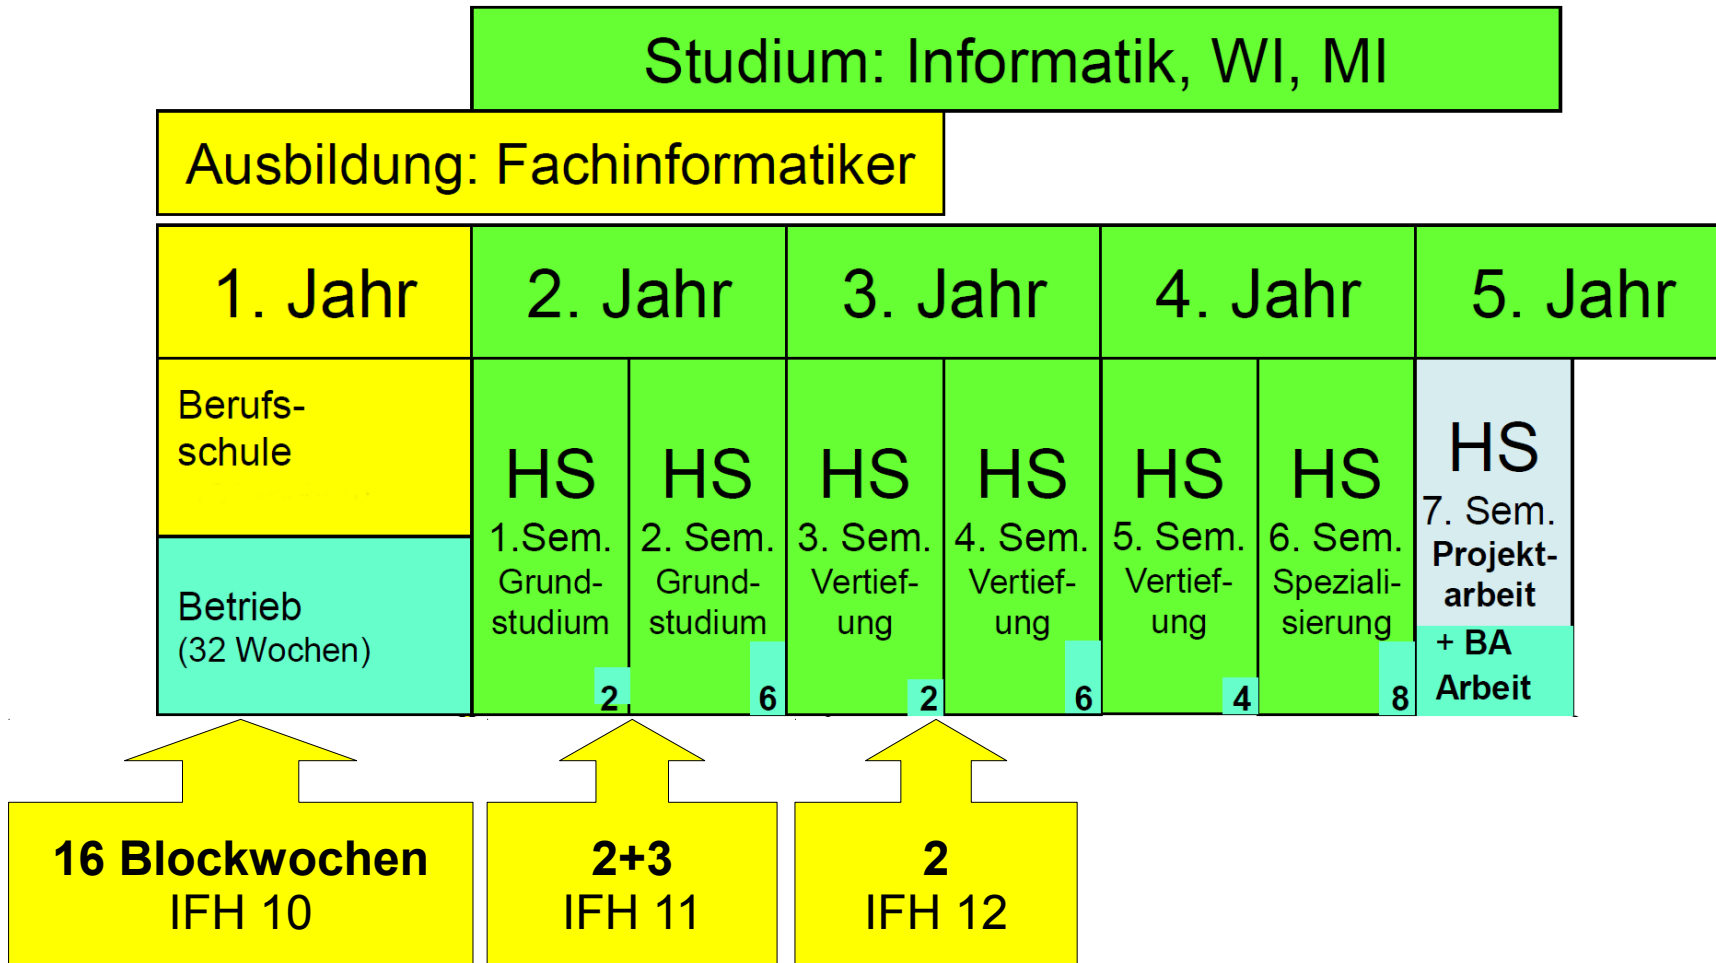 Studium: Informatik, WI, MI
Ausbildung: Fachinformatiker
1. Jahr
2. Jahr
3. Jahr
4. Jahr
5. Jahr
Berufs-
schule
Betrieb
(32 Wochen)
HS
1.Sem.
Grund-
studium
2
HS
2. Sem.
Grund-
studium
6
HS
3. Sem.
Vertief-
ung
2
HS
4. Sem.
Vertief-
ung
6
HS
5. Sem.
Vertief-
ung
4
HS
6. Sem.
Speziali-
sierung
8
HS
7. Sem.
Projekt-
arbeit
+ BA
Arbeit
16 Blockwochen
IFH 10
2+3
IFH 11
2
IFH 12